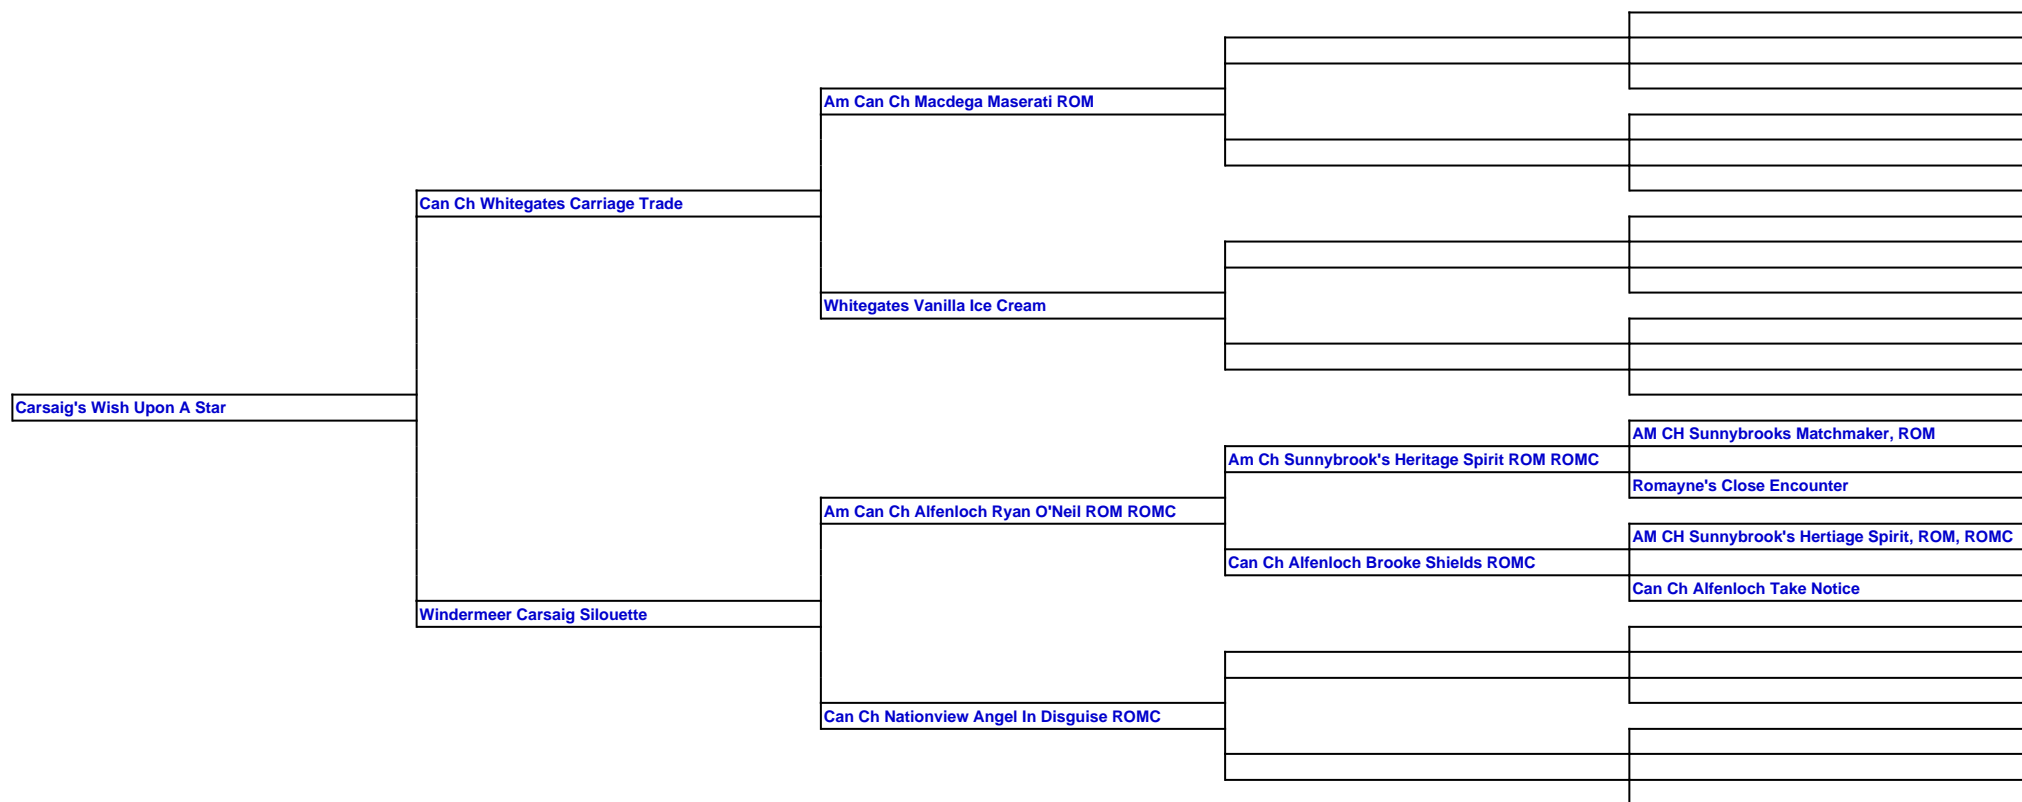 Am Can Ch Macdega Maserati ROM
Can Ch Whitegates Carriage Trade
Whitegates Vanilla Ice Cream
Carsaig's Wish Upon A Star
AM CH Sunnybrooks Matchmaker, ROM
Am Ch Sunnybrook's Heritage Spirit ROM ROMC
Romayne's Close Encounter
Am Can Ch Alfenloch Ryan O'Neil ROM ROMC
AM CH Sunnybrook's Hertiage Spirit, ROM, ROMC
Can Ch Alfenloch Brooke Shields ROMC
Can Ch Alfenloch Take Notice
Windermeer Carsaig Silouette
Can Ch Nationview Angel In Disguise ROMC